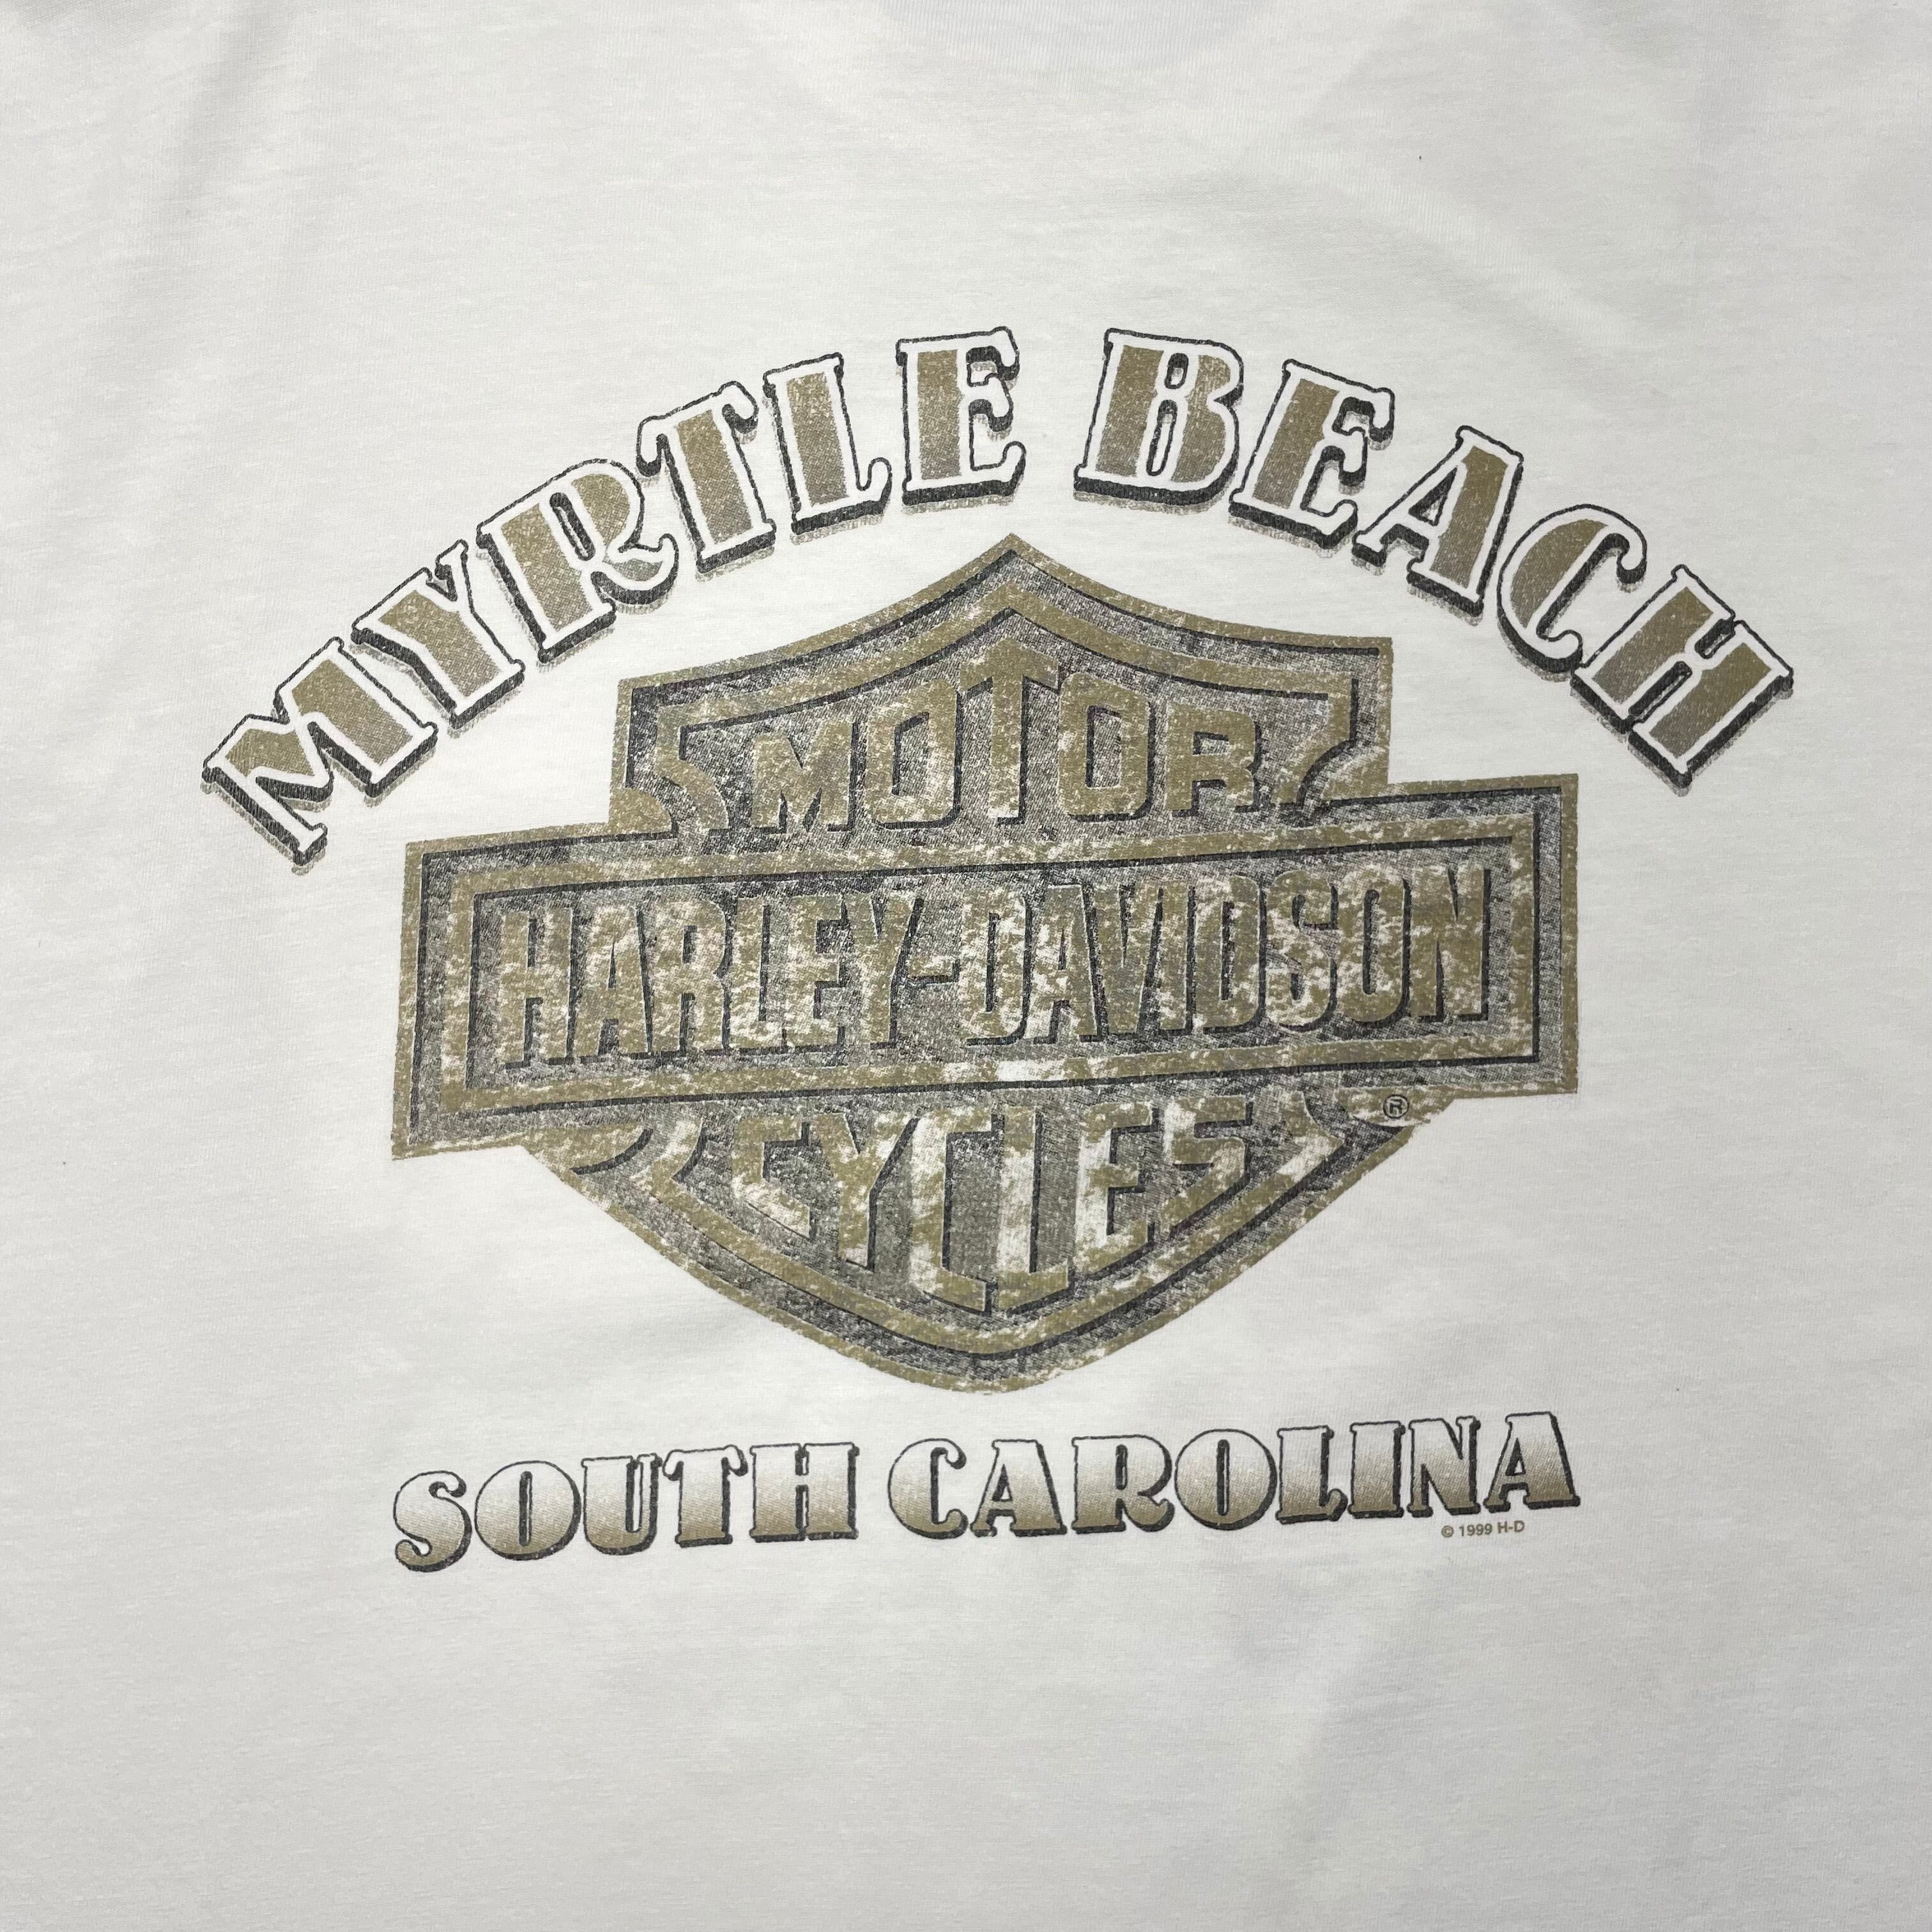 MYRTLE BEACH
MOTOR
HARLEY-DAVIDSON
CYCLES
®
SOUTH CAROLINA
© 1999 H-D